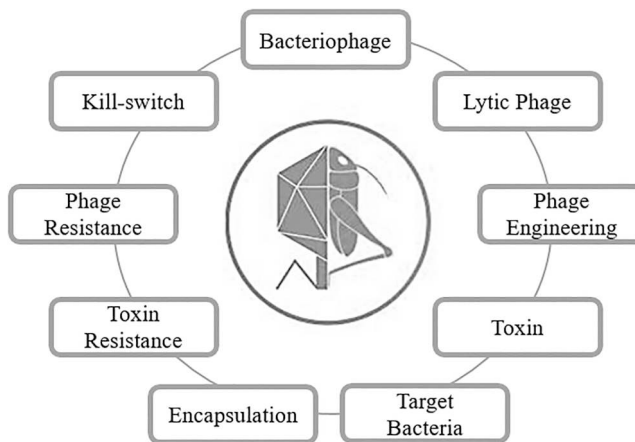 Bacteriophage
Lytic Phage
Phage
Engineering
Toxin
Target
Bacteria
Encapsulation
Toxin
Resistance
Phage
Resistance
Kill-switch